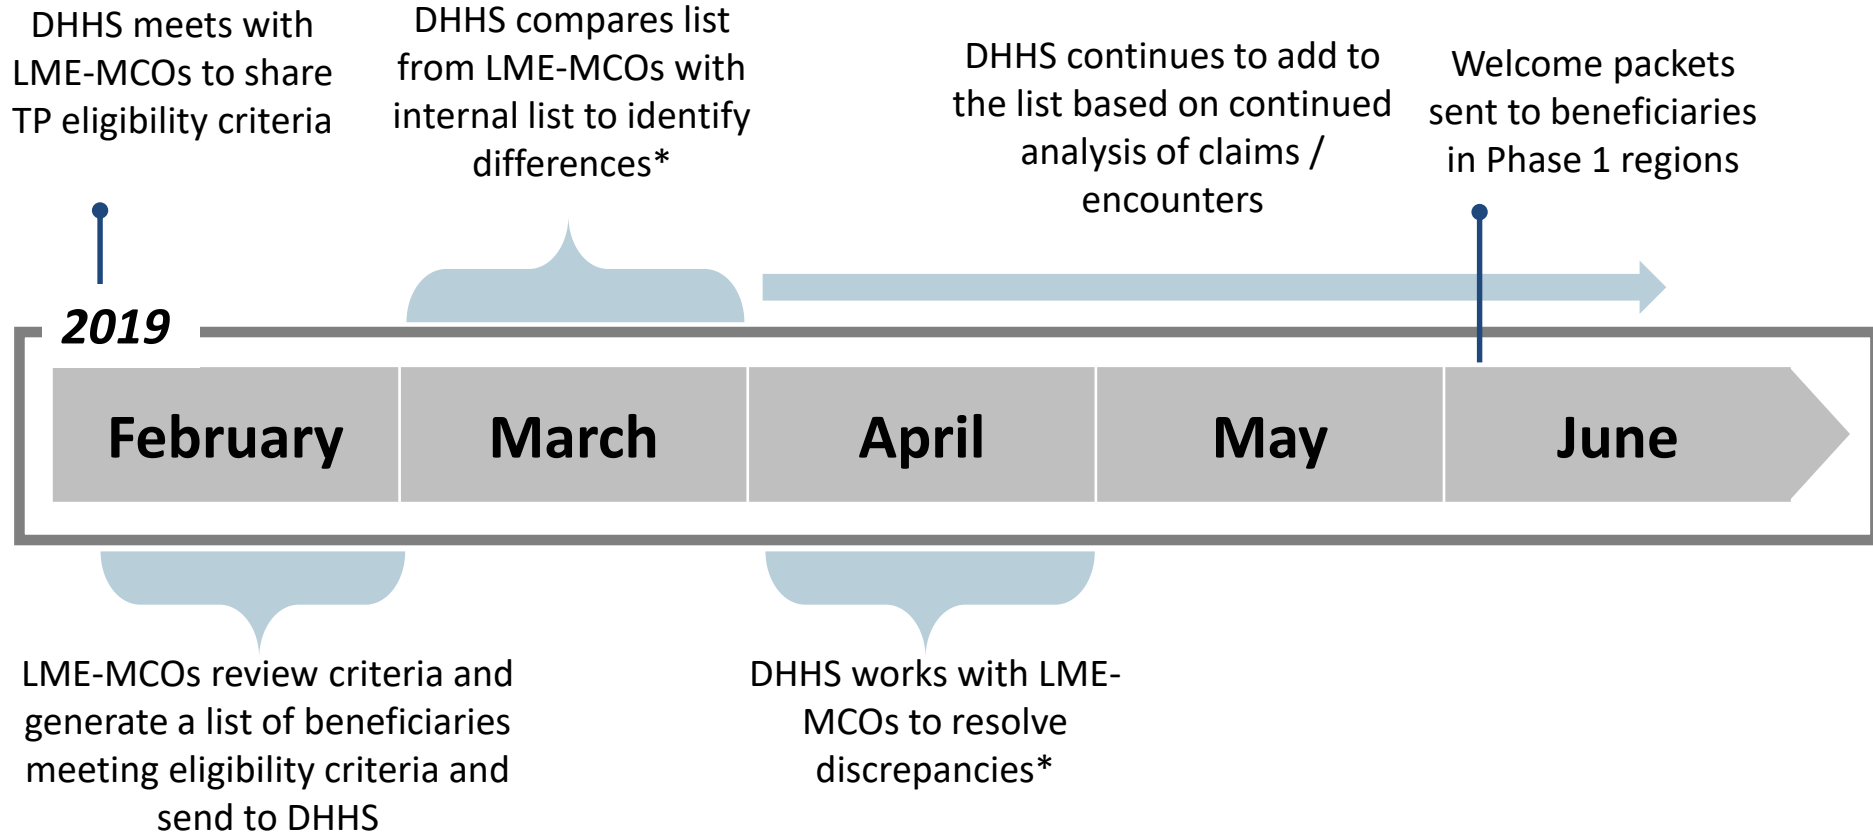 DHHS meets with
LME-MCOs to share
TP eligibility criteria
DHHS compares list
from LME-MCOs with
internal list to identify
differences*
DHHS continues to add to
the list based on continued
analysis of claims /
encounters
Welcome packets
sent to beneficiaries
in Phase 1 regions
2019
February
March
April
May
June
LME-MCOs review criteria and
generate a list of beneficiaries
meeting eligibility criteria and
send to DHHS
DHHS works with LME-
MCOs to resolve
discrepancies*